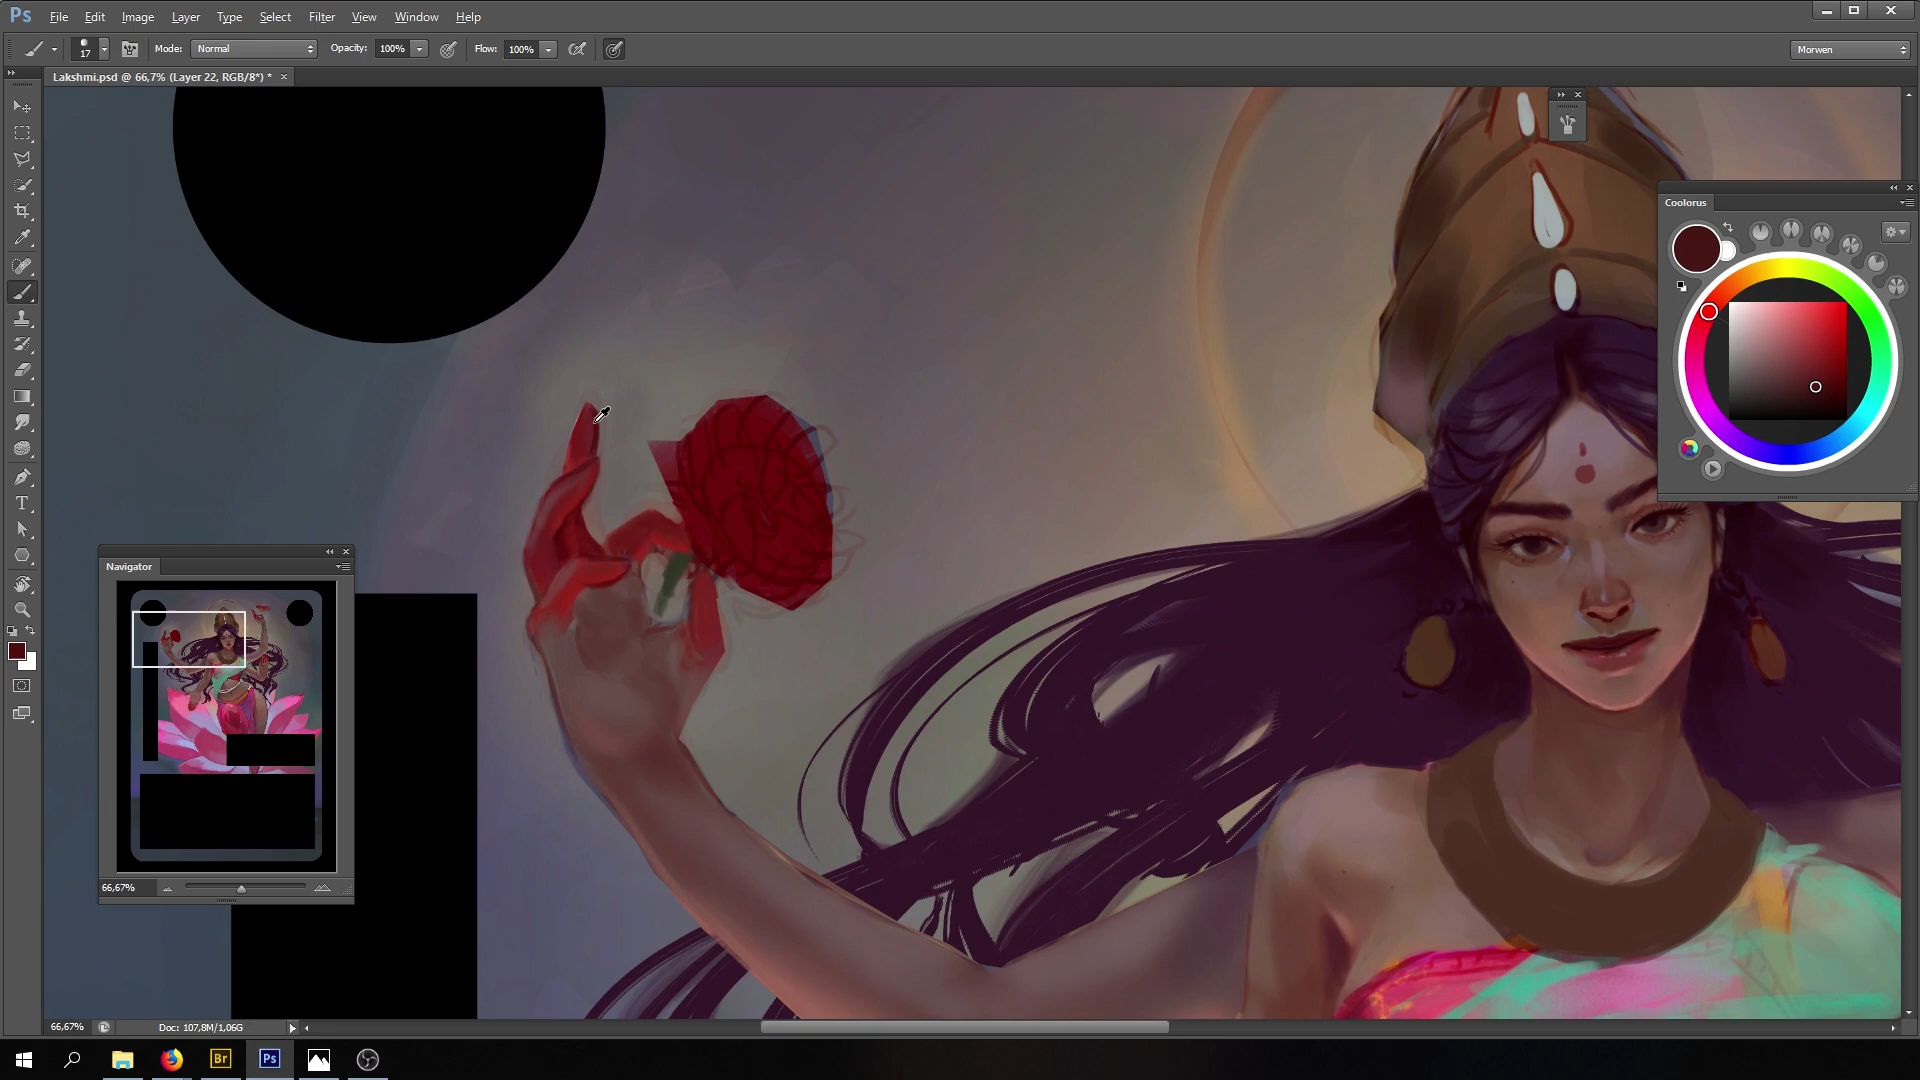 Ps File Edit Image Layer Type Select Filter View Window Help
17 Mode: Normal Opacity: 100% Flow: 100% Morwen
Lakshmi.psd @ 66,7% (Layer 22, RGB/8*) *
Coolorus
Navigator
66,67%
66,67% Doc: 107,8M/1,06G
Br Ps